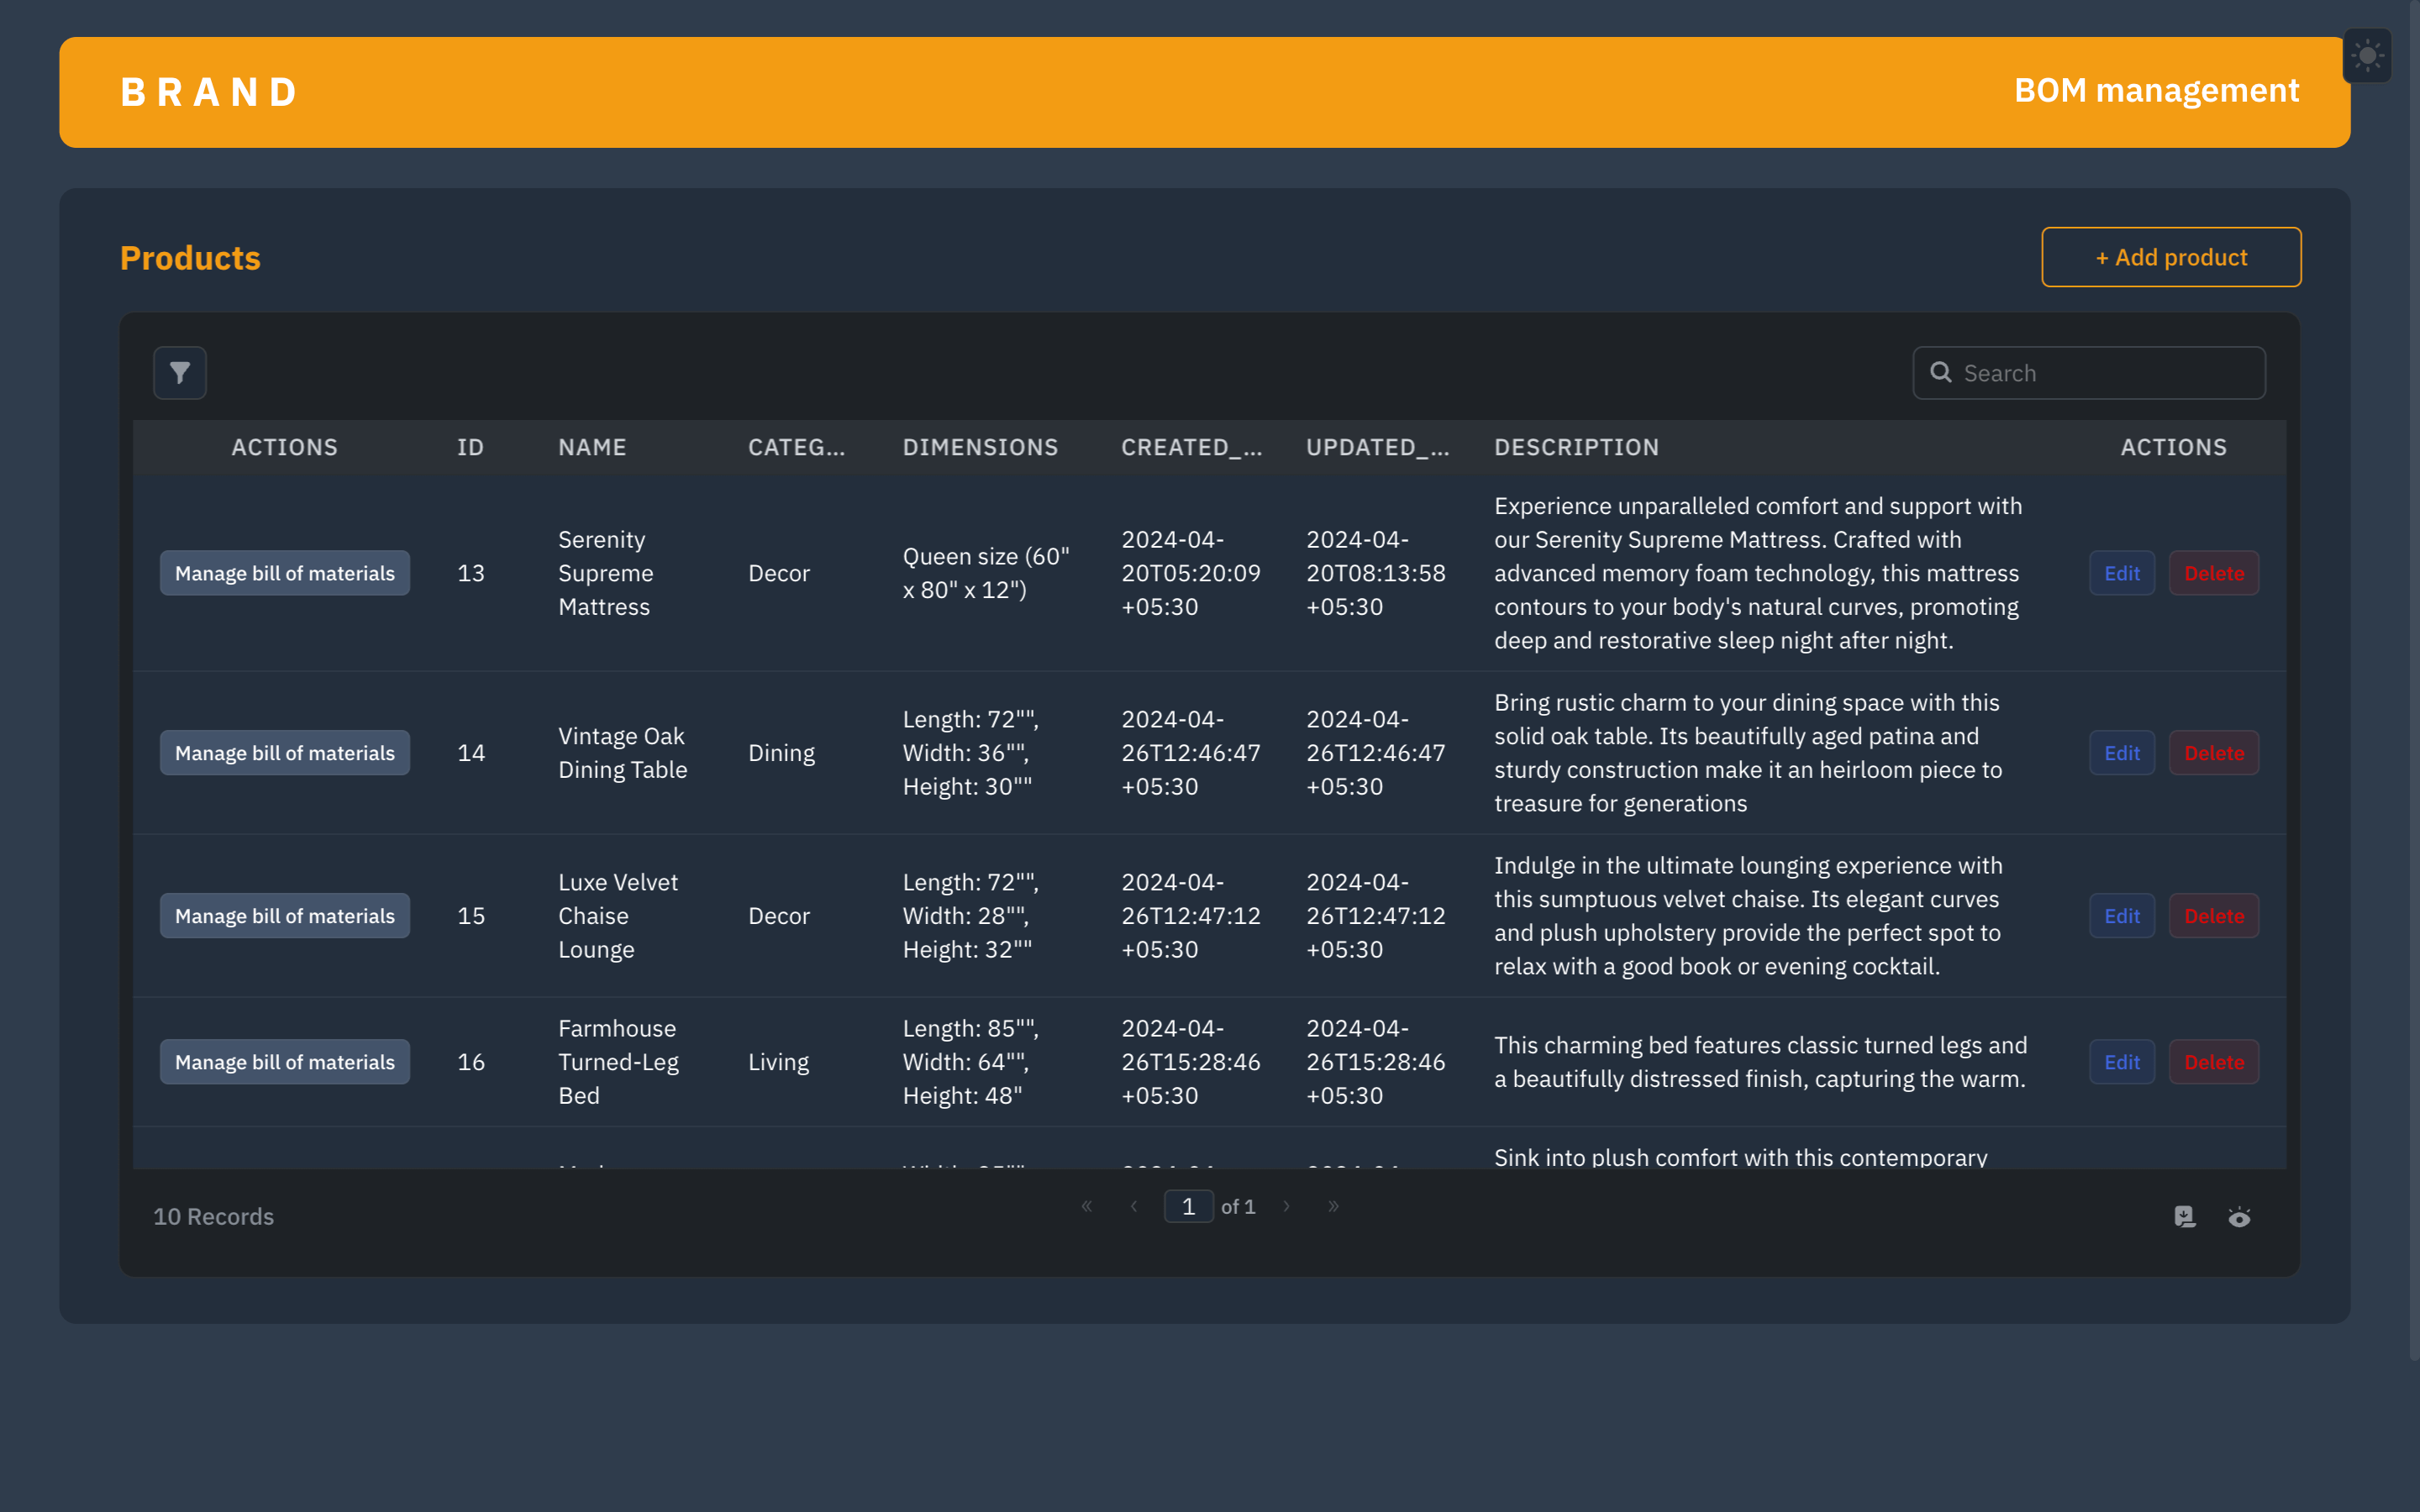 BRAND
BOM management
Products
+ Add product
Search
ACTIONS ID NAME CATEG... DIMENSIONS CREATED_... UPDATED_... DESCRIPTION ACTIONS
Manage bill of materials
13
Serenity
Supreme
Mattress
Decor
Queen size (60"
x 80" x 12")
2024-04-
20T05:20:09
+05:30
2024-04-
20T08:13:58
+05:30
Experience unparalleled comfort and support with
our Serenity Supreme Mattress. Crafted with
advanced memory foam technology, this mattress
contours to your body's natural curves, promoting
deep and restorative sleep night after night.
Edit
Delete
Manage bill of materials
14
Vintage Oak
Dining Table
Dining
Length: 72"",
Width: 36"",
Height: 30""
2024-04-
26T12:46:47
+05:30
2024-04-
26T12:46:47
+05:30
Bring rustic charm to your dining space with this
solid oak table. Its beautifully aged patina and
sturdy construction make it an heirloom piece to
treasure for generations
Edit
Delete
Manage bill of materials
15
Luxe Velvet
Chaise
Lounge
Decor
Length: 72"",
Width: 28"",
Height: 32""
2024-04-
26T12:47:12
+05:30
2024-04-
26T12:47:12
+05:30
Indulge in the ultimate lounging experience with
this sumptuous velvet chaise. Its elegant curves
and plush upholstery provide the perfect spot to
relax with a good book or evening cocktail.
Edit
Delete
Manage bill of materials
16
Farmhouse
Turned-Leg
Bed
Living
Length: 85"",
Width: 64"",
Height: 48"
2024-04-
26T15:28:46
+05:30
2024-04-
26T15:28:46
+05:30
This charming bed features classic turned legs and
a beautifully distressed finish, capturing the warm.
Edit
Delete
Sink into plush comfort with this contemporary
10 Records
« ‹ 1 of 1 › »